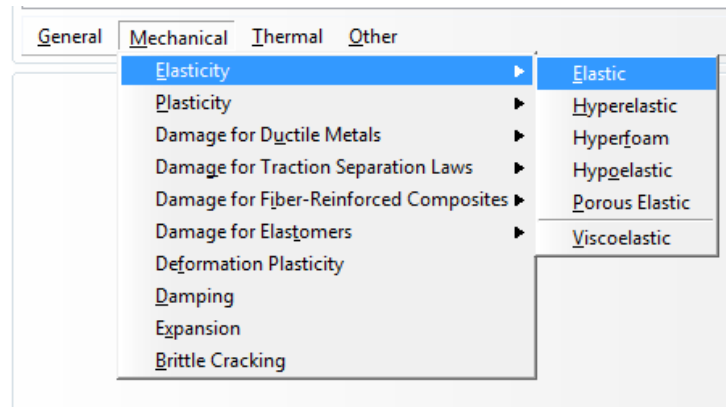 General Mechanical Thermal Other
Elasticity
Plasticity
Damage for Ductile Metals
Damage for Traction Separation Laws
Damage for Fiber-Reinforced Composites
Damage for Elastomers
Deformation Plasticity
Damping
Expansion
Brittle Cracking
Elastic
Hyperelastic
Hyperfoam
Hypoelastic
Porous Elastic
Viscoelastic